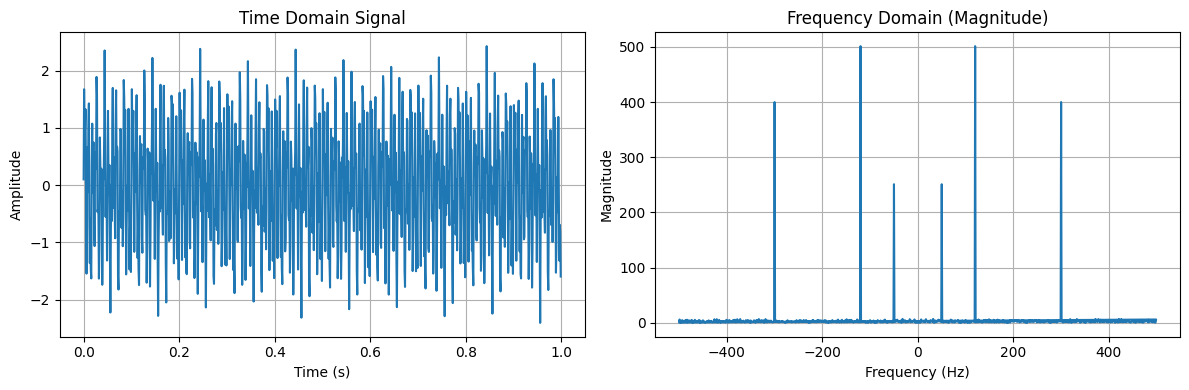 Time Domain Signal
2
1
0
−1
−2
Amplitude
0.0 0.2 0.4 0.6 0.8 1.0
Time (s)
Frequency Domain (Magnitude)
500
400
300
200
100
0
Magnitude
−400 −200 0 200 400
Frequency (Hz)